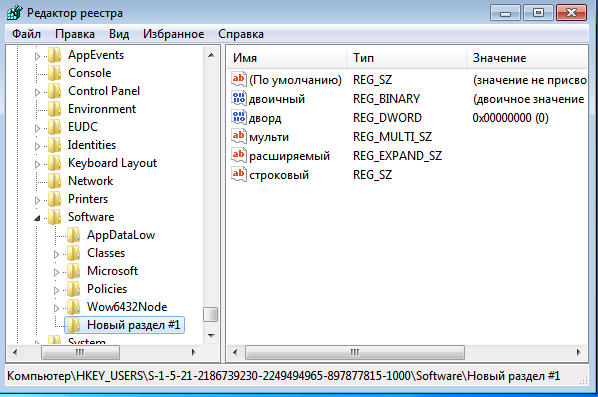 Редактор реестра
Файл Правка Вид Избранное Справка
AppEvents
Console
Control Panel
Environment
EUDC
Identities
Keyboard Layout
Network
Printers
Software
AppDataLow
Classes
Microsoft
Policies
Wow6432Node
Новый раздел #1
System
Имя Тип Значение
(По умолчанию) REG_SZ (значение не присво
двоичный REG_BINARY (двоичное значение
дворд REG_DWORD 0x00000000 (0)
мульти REG_MULTI_SZ
расширяемый REG_EXPAND_SZ
строковый REG_SZ
Компьютер\HKEY_USERS\S-1-5-21-2186739230-2249494965-897877815-1000\Software\Новый раздел #1